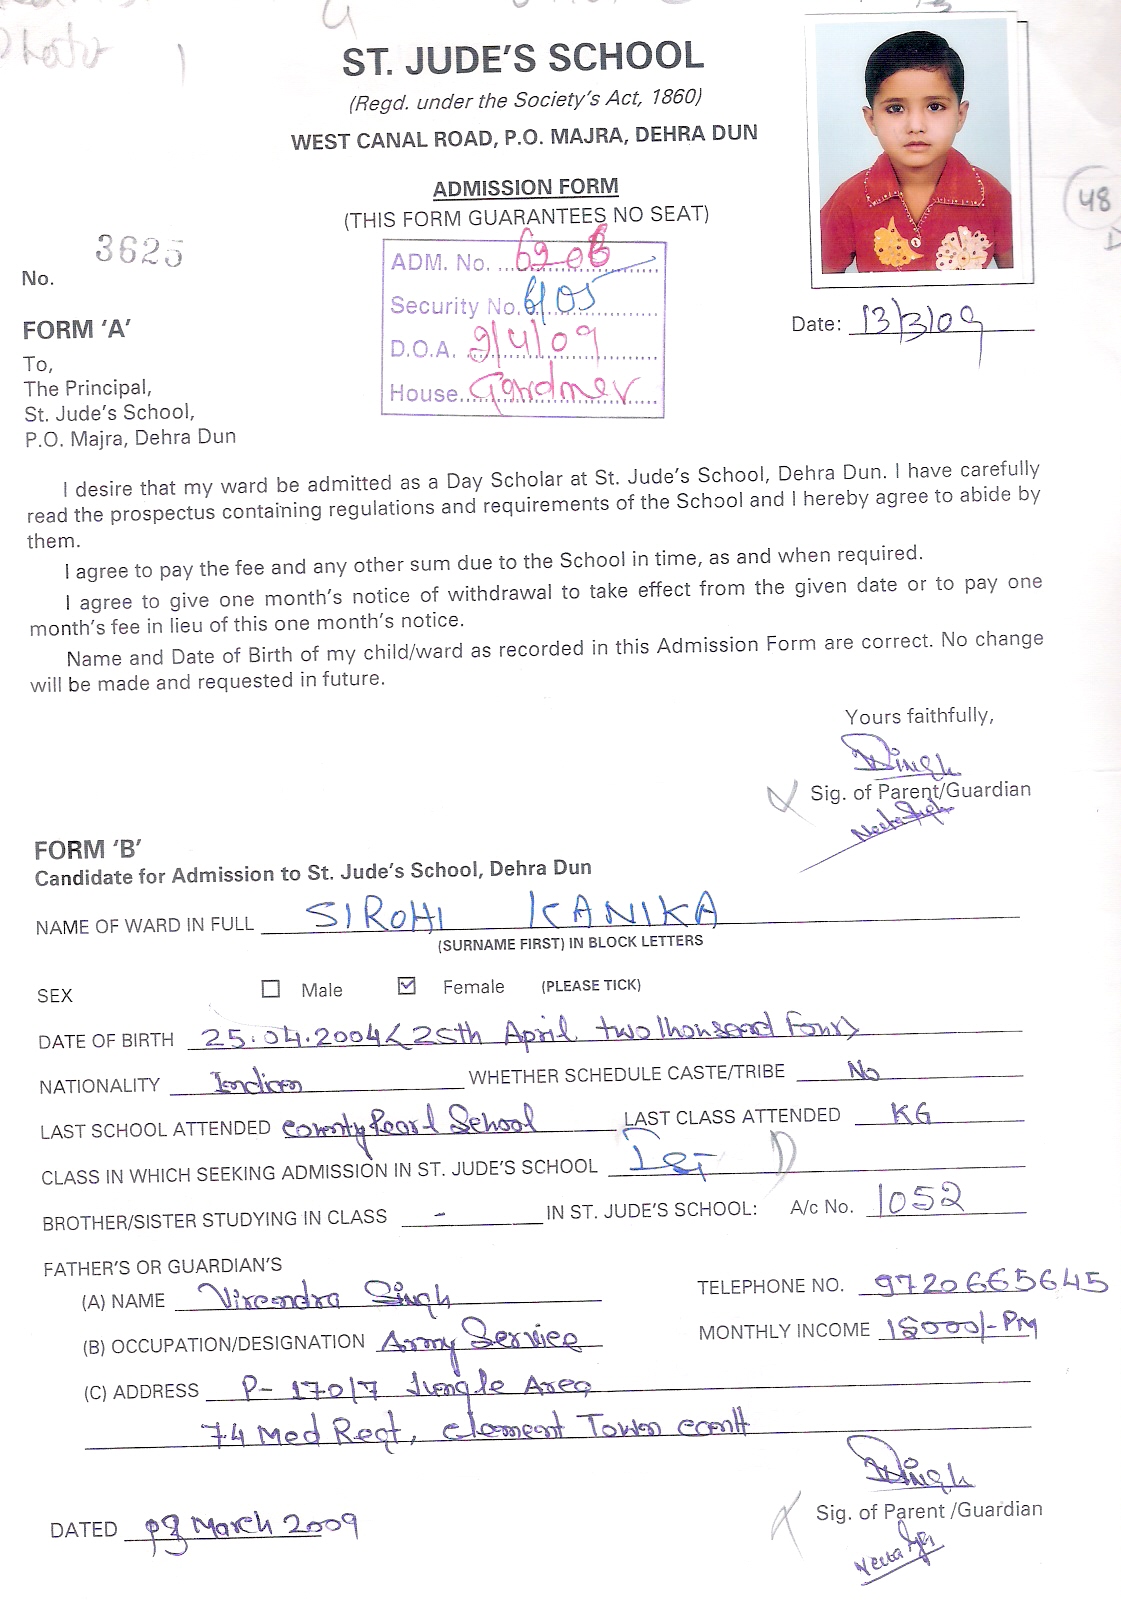 ST. JUDE'S SCHOOL
(Regd. under the Society's Act, 1860)
WEST CANAL ROAD, P.O. MAJRA, DEHRA DUN
ADMISSION FORM
(THIS FORM GUARANTEES NO SEAT)
48
No. 3625
ADM. No. 6206
Security No. 6105
D.O.A. 9/4/09
House Gardner
Date: 13/3/09
FORM 'A'
To,
The Principal,
St. Jude's School,
P.O. Majra, Dehra Dun
I desire that my ward be admitted as a Day Scholar at St. Jude's School, Dehra Dun. I have carefully
read the prospectus containing regulations and requirements of the School and I hereby agree to abide by
them.
I agree to pay the fee and any other sum due to the School in time, as and when required.
I agree to give one month's notice of withdrawal to take effect from the given date or to pay one
month's fee in lieu of this one month's notice.
Name and Date of Birth of my child/ward as recorded in this Admission Form are correct. No change
will be made and requested in future.
Yours faithfully,
Singh
Sig. of Parent/Guardian
Neeta Singh
FORM 'B'
Candidate for Admission to St. Jude's School, Dehra Dun
NAME OF WARD IN FULL SIROHI KANIKA
(SURNAME FIRST) IN BLOCK LETTERS
SEX Male Female (PLEASE TICK)
DATE OF BIRTH 25.04.2004 < 25th April two thousand Four >
NATIONALITY Indian WHETHER SCHEDULE CASTE/TRIBE No
LAST SCHOOL ATTENDED Pearl School LAST CLASS ATTENDED KG
CLASS IN WHICH SEEKING ADMISSION IN ST. JUDE'S SCHOOL Ist D
BROTHER/SISTER STUDYING IN CLASS - IN ST. JUDE'S SCHOOL: A/c No. 1052
FATHER'S OR GUARDIAN'S
(A) NAME Virendra Singh TELEPHONE NO. 9720665645
(B) OCCUPATION/DESIGNATION Army Service MONTHLY INCOME 18000/- PM
(C) ADDRESS P- 170/7 Jungle Area
74 Med Regt, clement Town cantt
Singh
Sig. of Parent /Guardian
Neeta
DATED March 2009